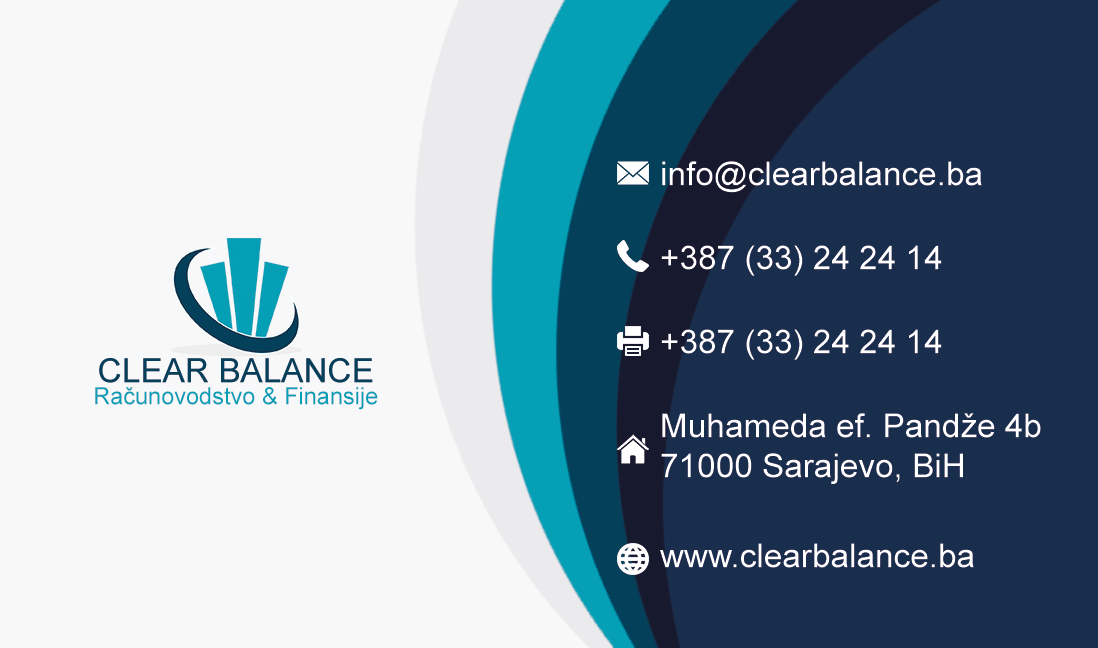 CLEAR BALANCE
Računovodstvo & Finansije
info@clearbalance.ba
+387 (33) 24 24 14
+387 (33) 24 24 14
Muhameda ef. Pandže 4b
71000 Sarajevo, BiH
www.clearbalance.ba